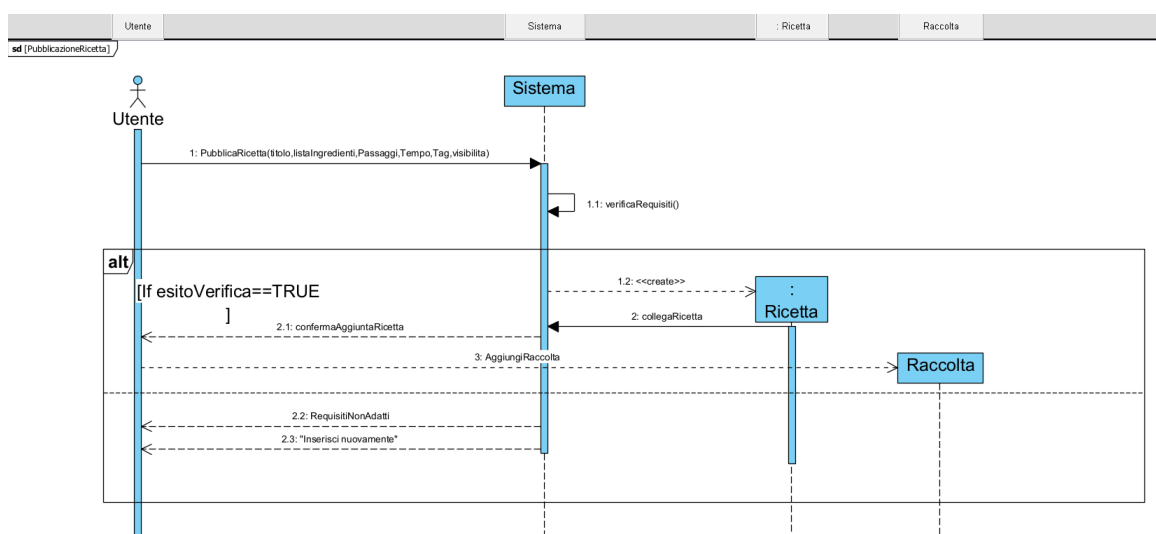 Utente
Sistema
: Ricetta
Raccolta
sd [PubblicazioneRicetta]
Utente
Sistema
1: PubblicaRicetta(titolo,listaIngredienti,Passaggi,Tempo,Tag,visibilita)
1.1: verificaRequisiti()
alt
[If esitoVerifica==TRUE
]
1.2: <<create>>
:
Ricetta
2: collegaRicetta
2.1: confermaAggiuntaRicetta
3: AggiungiRaccolta
Raccolta
2.2: RequisitiNonAdatti
2.3: "Inserisci nuovamente"